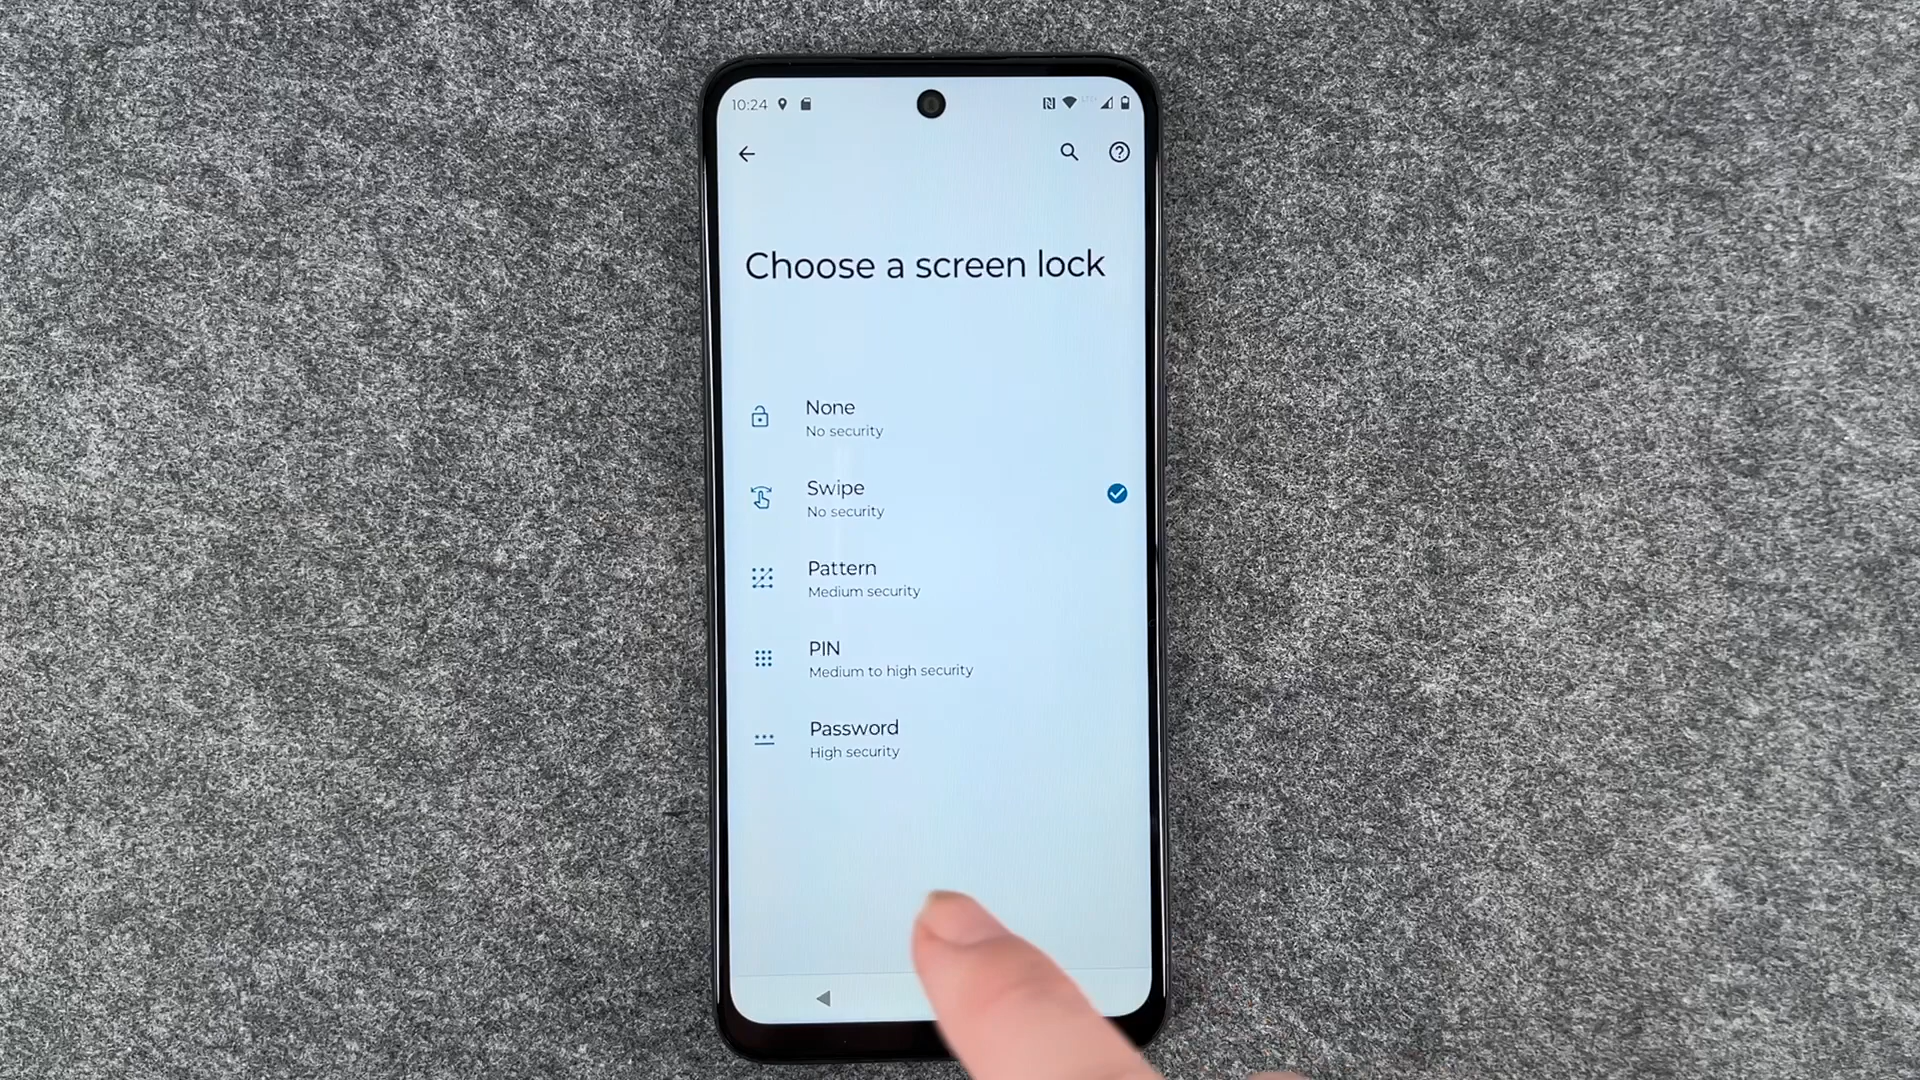 10:24
LTE+
Choose a screen lock
None
No security
Swipe
No security
Pattern
Medium security
PIN
Medium to high security
Password
High security